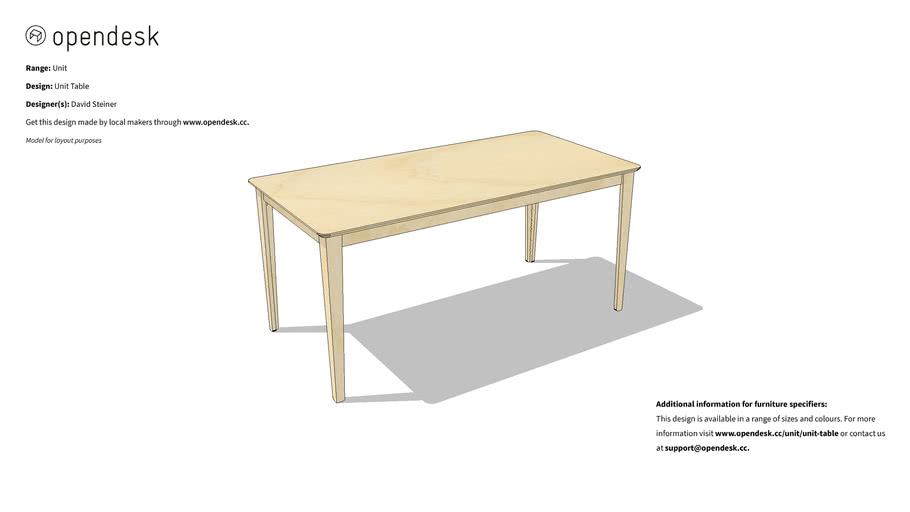 opendesk
Range: Unit
Design: Unit Table
Designer(s): David Steiner
Get this design made by local makers through www.opendesk.cc.
Model for layout purposes
Additional information for furniture specifiers:
This design is available in a range of sizes and colours. For more
information visit www.opendesk.cc/unit/unit-table or contact us
at support@opendesk.cc.